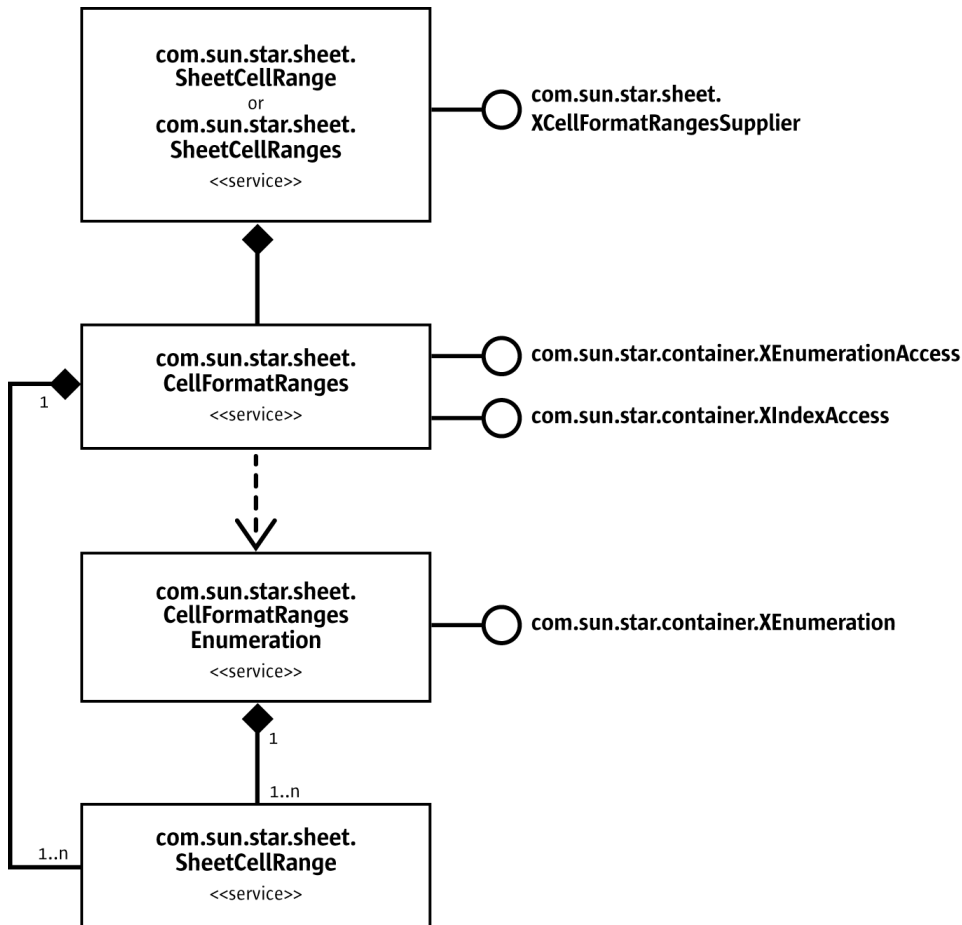 com.sun.star.sheet.
SheetCellRange
or
com.sun.star.sheet.
SheetCellRanges
<<service>>
com.sun.star.sheet.
XCellFormatRangesSupplier
com.sun.star.sheet.
CellFormatRanges
<<service>>
com.sun.star.container.XEnumerationAccess
com.sun.star.container.XIndexAccess
1
com.sun.star.sheet.
CellFormatRanges
Enumeration
<<service>>
com.sun.star.container.XEnumeration
1
1..n
1..n
com.sun.star.sheet.
SheetCellRange
<<service>>